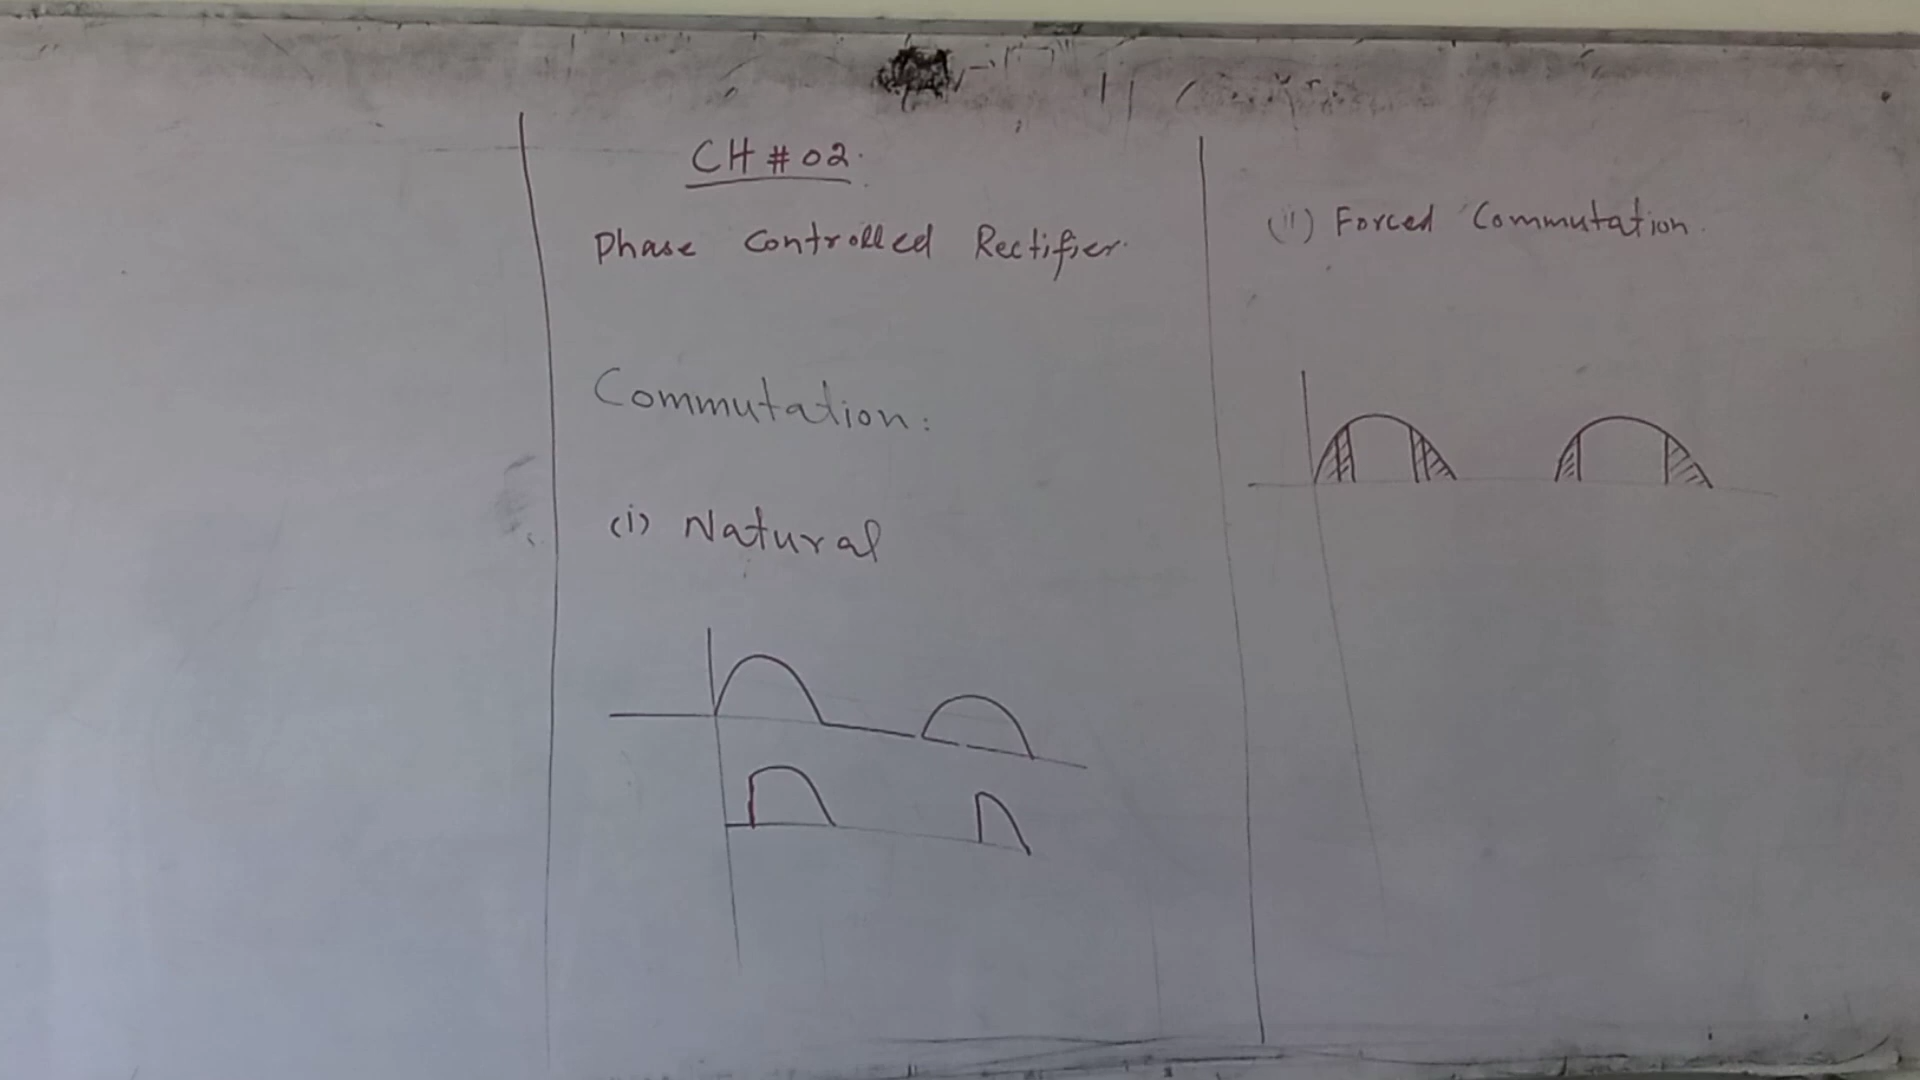 CH # 02.
Phase Controlled Rectifier.
Commutation:
(i) Natural
(ii) Forced Commutation.